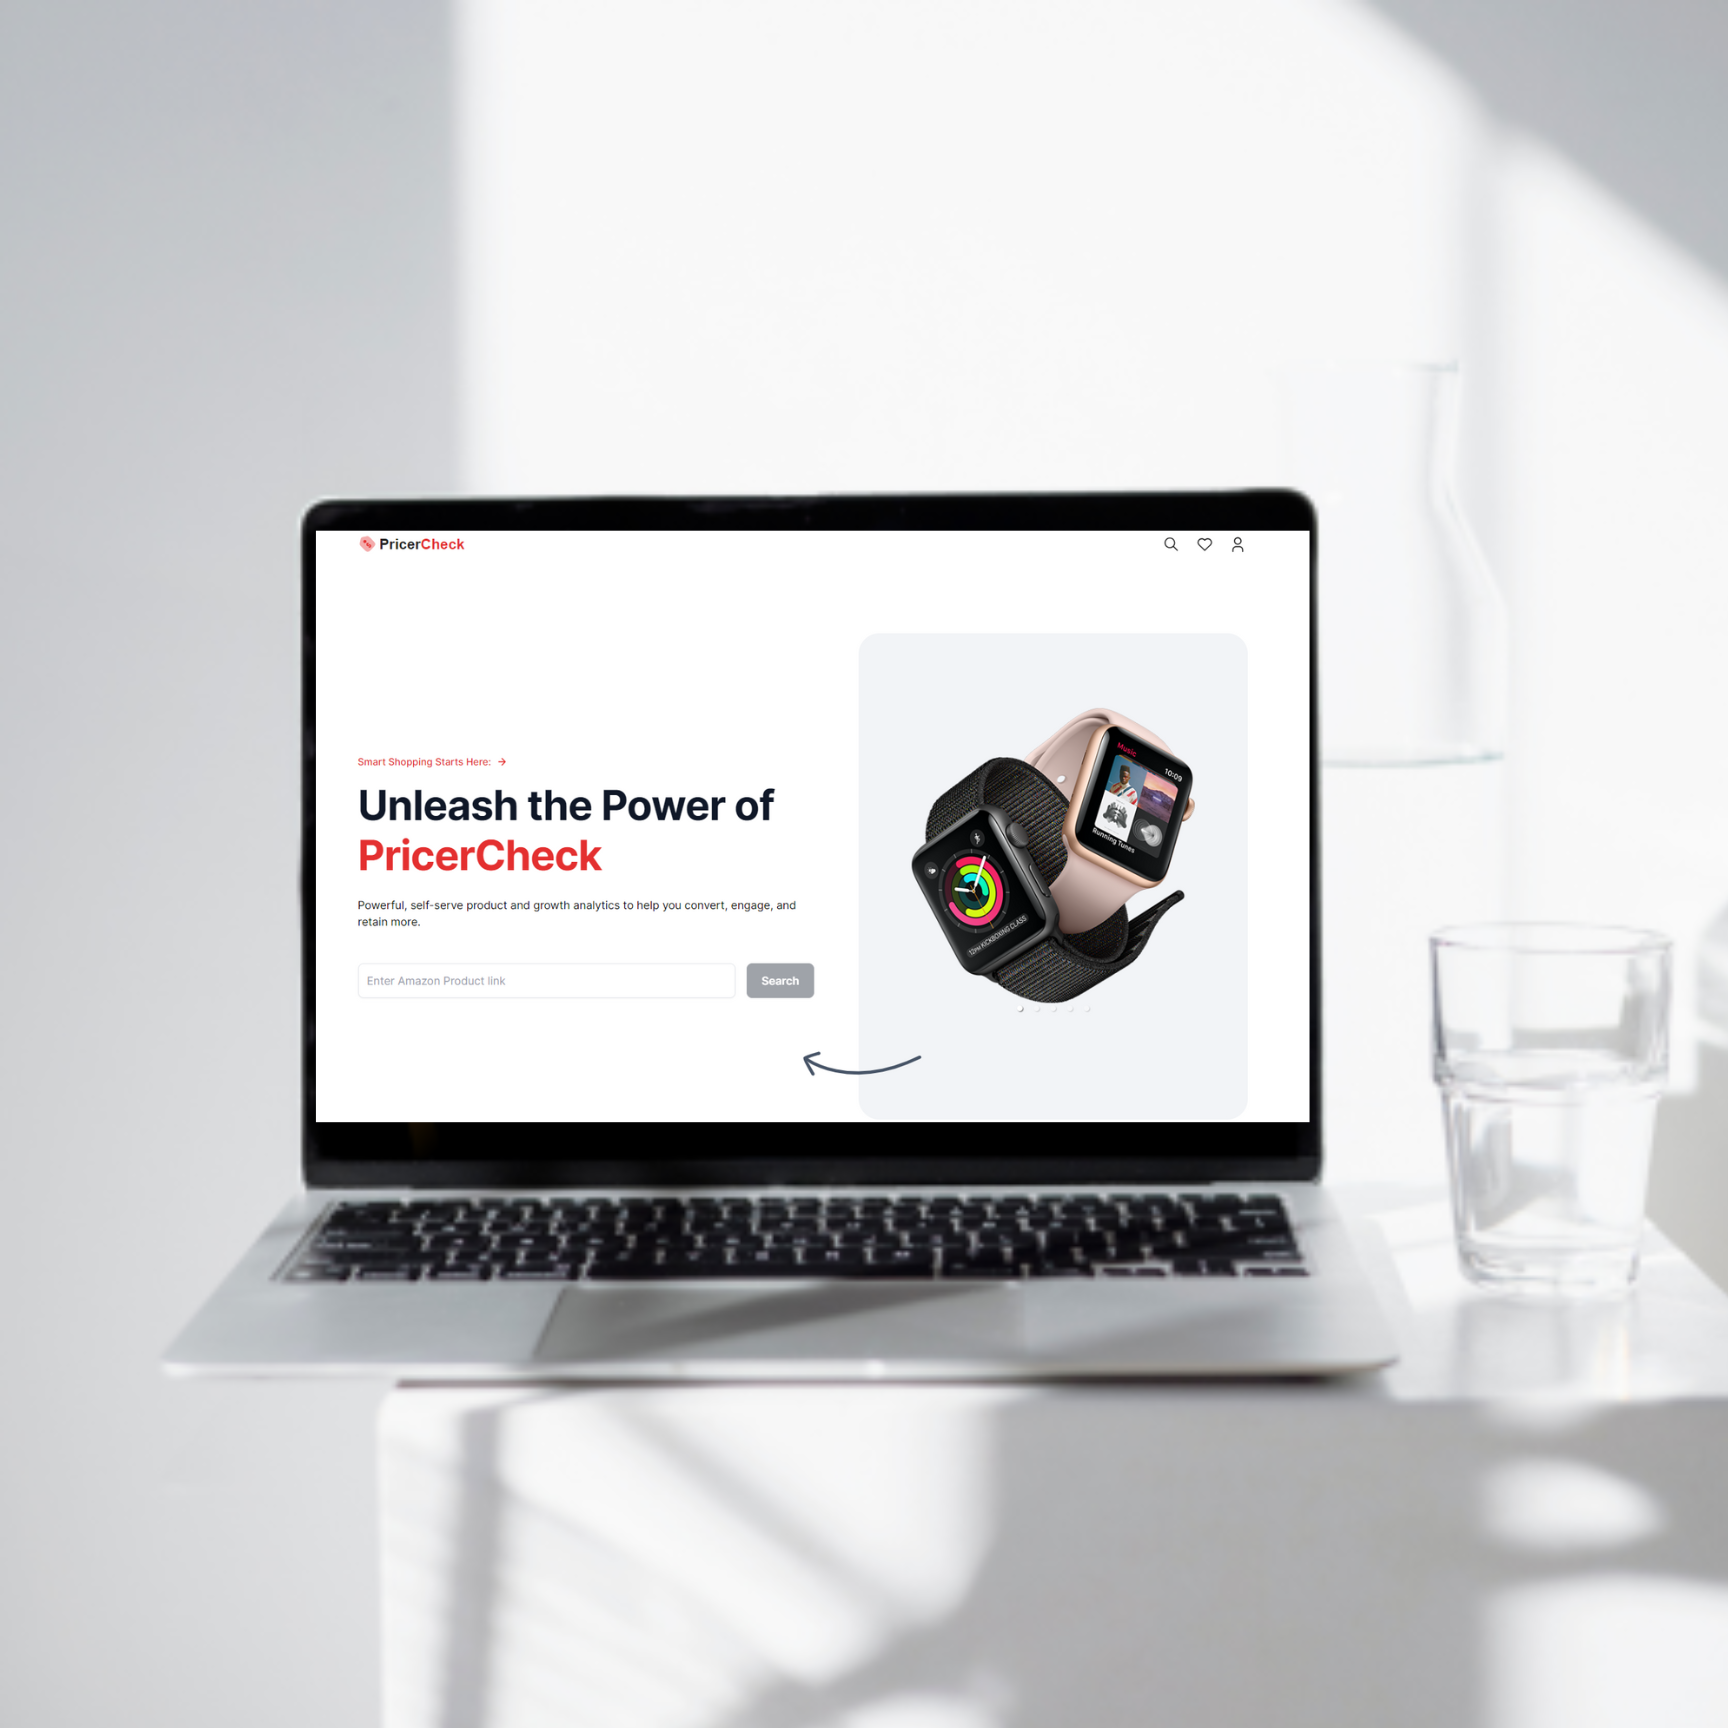 PricerCheck
Smart Shopping Starts Here:
Unleash the Power of
PricerCheck
Powerful, self-serve product and growth analytics to help you convert, engage, and
retain more.
Enter Amazon Product link
Search
Music
10:09
Running Tunes
12PM KICKBOXING CLASS